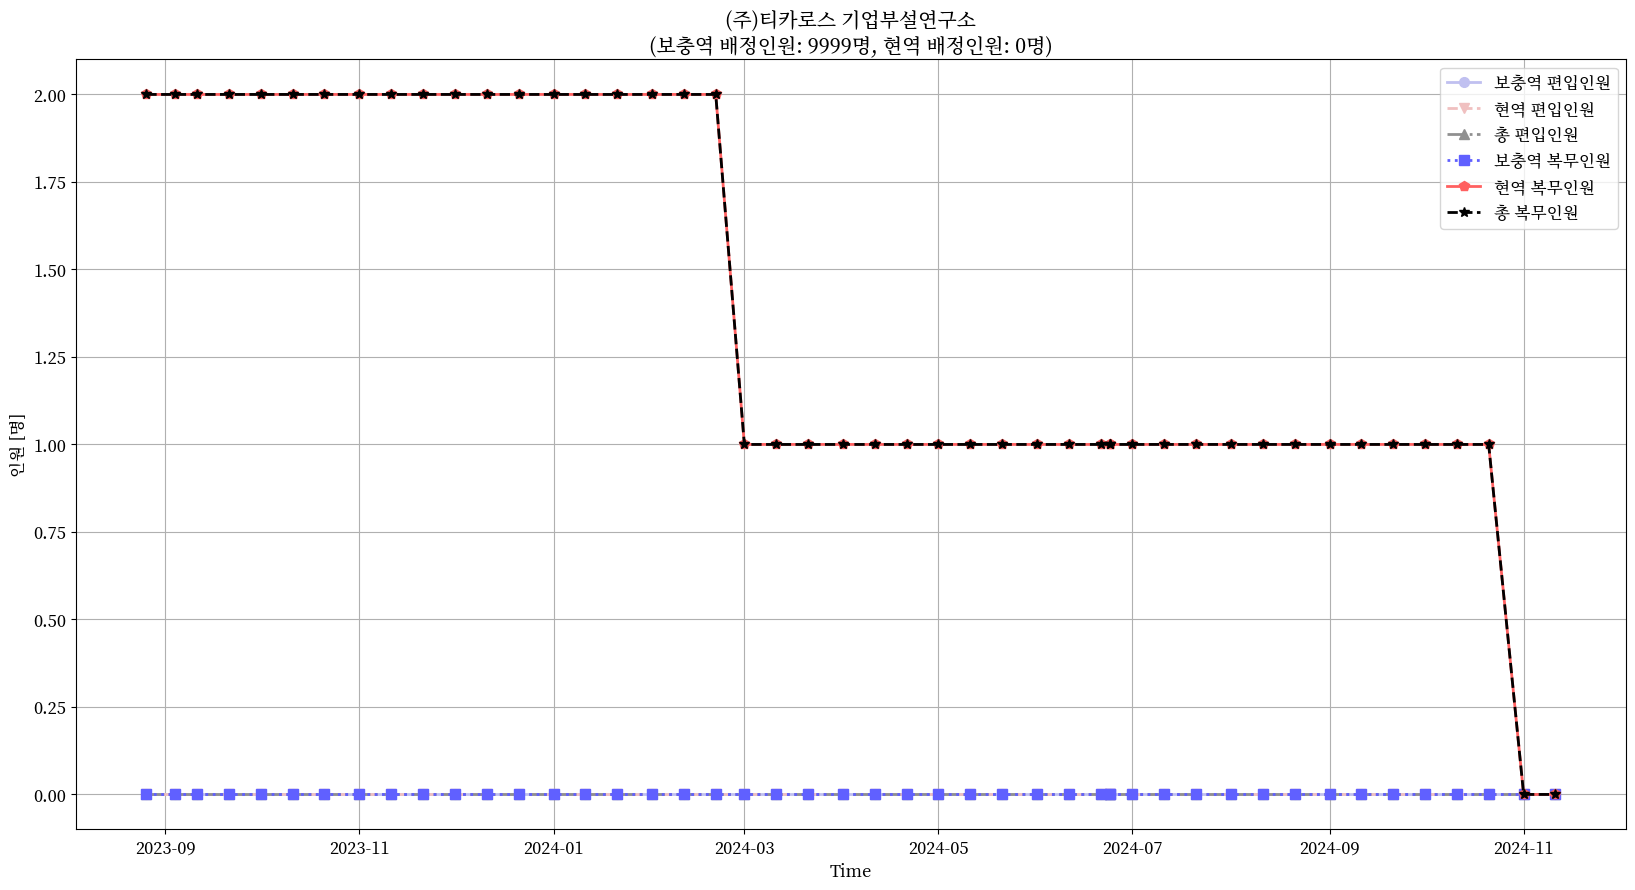 (주)티카로스 기업부설연구소
(보충역 배정인원: 9999명, 현역 배정인원: 0명)
보충역 편입인원
현역 편입인원
총 편입인원
보충역 복무인원
현역 복무인원
총 복무인원
인원 [명]
2.00
1.75
1.50
1.25
1.00
0.75
0.50
0.25
0.00
2023-09 2023-11 2024-01 2024-03 2024-05 2024-07 2024-09 2024-11
Time